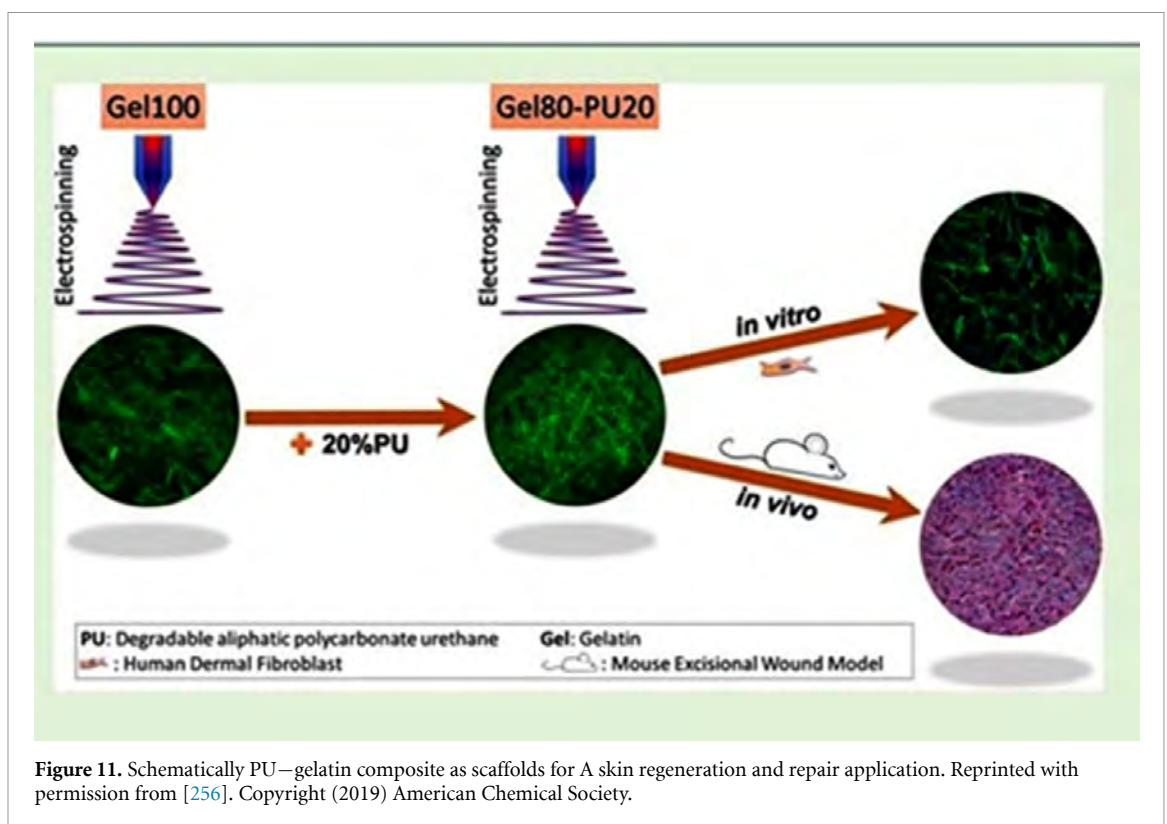 Gel100
Gel80-PU20
Electrospinning
Electrospinning
in vitro
+ 20%PU
in vivo
PU: Degradable aliphatic polycarbonate urethane Gel: Gelatin
: Human Dermal Fibroblast : Mouse Excisional Wound Model
Figure 11. Schematically PU—gelatin composite as scaffolds for A skin regeneration and repair application. Reprinted with
permission from [256]. Copyright (2019) American Chemical Society.